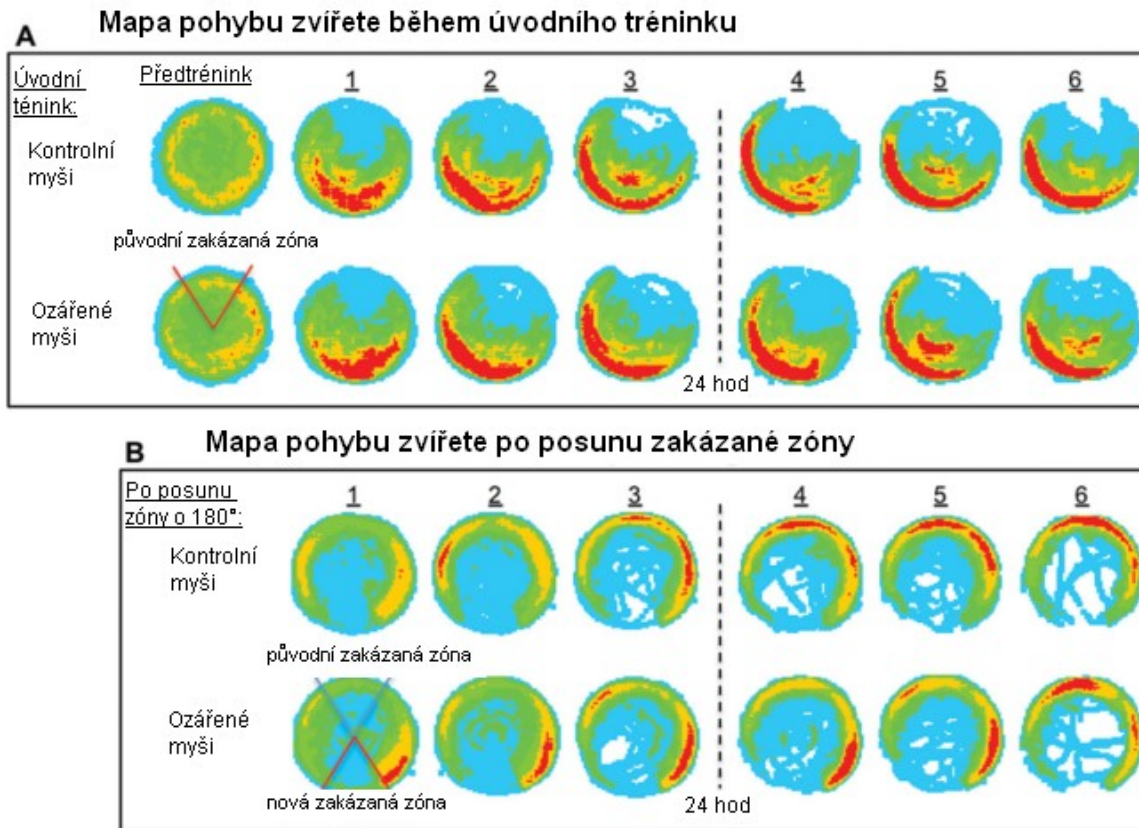 Mapa pohybu zvířete během úvodního tréninku
A
Úvodní Předtrénink 1 2 3 4 5 6
ténink:
Kontrolní
myši
původní zakázaná zóna
Ozářené
myši
24 hod
Mapa pohybu zvířete po posunu zakázané zóny
B
Po posunu 1 2 3 4 5 6
zóny o 180°:
Kontrolní
myši
původní zakázaná zóna
Ozářené
myši
nová zakázaná zóna 24 hod